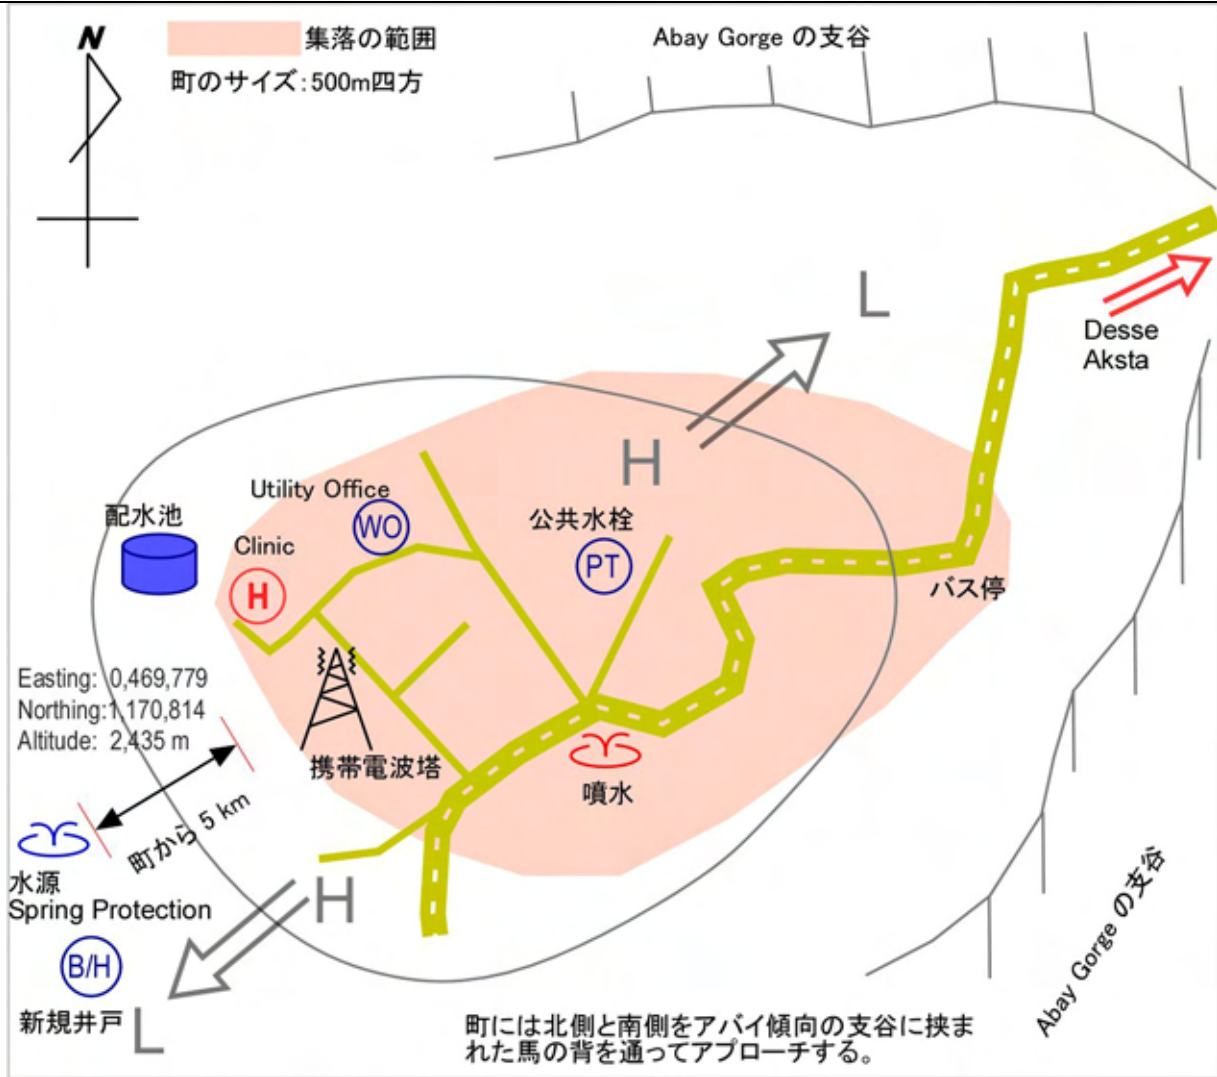 N
集落の範囲
町のサイズ：500m四方
Abay Gorge の支谷
L
Desse
Aksta
H
Utility Office
WO
配水池
Clinic
H
公共水栓
PT
バス停
Easting: 0,469,779
Northing:1,170,814
Altitude: 2,435 m
携帯電波塔
噴水
町から 5 km
水源
Spring Protection
H
B/H
新規井戸
L
Abay Gorge の支谷
町には北側と南側をアバイ傾向の支谷に挟ま
れた馬の背を通ってアプローチする。